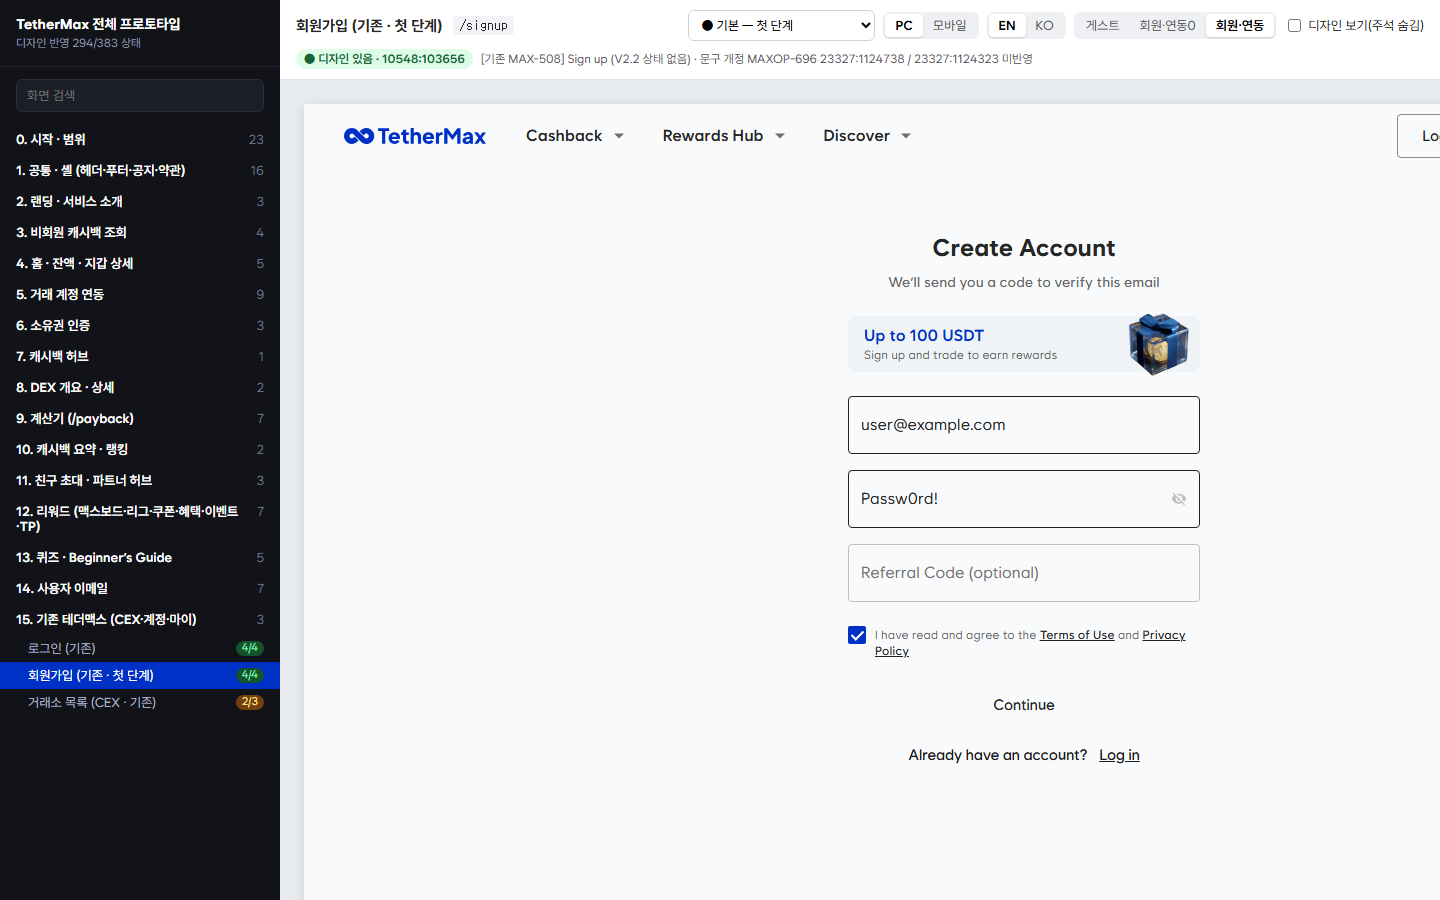 TetherMax 전체 프로토타입
디자인 반영 294/383 상태
화면 검색
0. 시작 · 범위 23
1. 공통 · 셸 (헤더·푸터·공지·약관) 16
2. 랜딩 · 서비스 소개 3
3. 비회원 캐시백 조회 4
4. 홈 · 잔액 · 지갑 상세 5
5. 거래 계정 연동 9
6. 소유권 인증 3
7. 캐시백 허브 1
8. DEX 개요 · 상세 2
9. 계산기 (/payback) 7
10. 캐시백 요약 · 랭킹 2
11. 친구 초대 · 파트너 허브 3
12. 리워드 (맥스보드·리그·쿠폰·혜택·이벤트 7
·TP)
13. 퀴즈 · Beginner's Guide 5
14. 사용자 이메일 7
15. 기존 테더맥스 (CEX·계정·마이) 3
로그인 (기존) 4/4
회원가입 (기존 · 첫 단계) 4/4
거래소 목록 (CEX · 기존) 2/3
회원가입 (기존 · 첫 단계) /signup
● 기본 — 첫 단계
PC 모바일
EN KO
게스트 회원·연동0 회원·연동
디자인 보기(주석 숨김)
● 디자인 있음 · 10548:103656 [기존 MAX-508] Sign up (V2.2 상태 없음) · 문구 개정 MAXOP-696 23327:1124738 / 23327:1124323 미반영
TetherMax Cashback Rewards Hub Discover
Create Account
We'll send you a code to verify this email
Up to 100 USDT
Sign up and trade to earn rewards
user@example.com
Passw0rd!
Referral Code (optional)
I have read and agree to the Terms of Use and Privacy
Policy
Continue
Already have an account? Log in